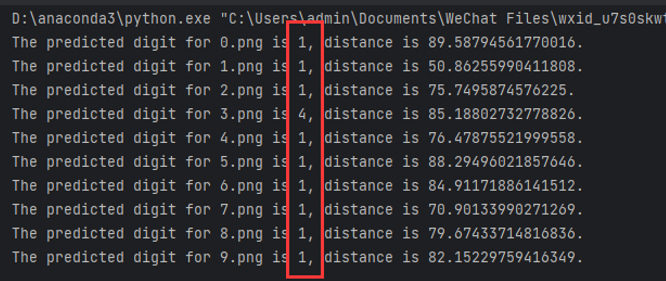 D:\anaconda3\python.exe "C:\Users\admin\Documents\WeChat Files\wxid_u7s0skwt
The predicted digit for 0.png is 1, distance is 89.58794561770016.
The predicted digit for 1.png is 1, distance is 50.86255990411808.
The predicted digit for 2.png is 1, distance is 75.7495874576225.
The predicted digit for 3.png is 4, distance is 85.18802732778826.
The predicted digit for 4.png is 1, distance is 76.47875521999558.
The predicted digit for 5.png is 1, distance is 88.29496021857646.
The predicted digit for 6.png is 1, distance is 84.91171886141512.
The predicted digit for 7.png is 1, distance is 70.90133990271269.
The predicted digit for 8.png is 1, distance is 79.67433714816836.
The predicted digit for 9.png is 1, distance is 82.15229759416349.